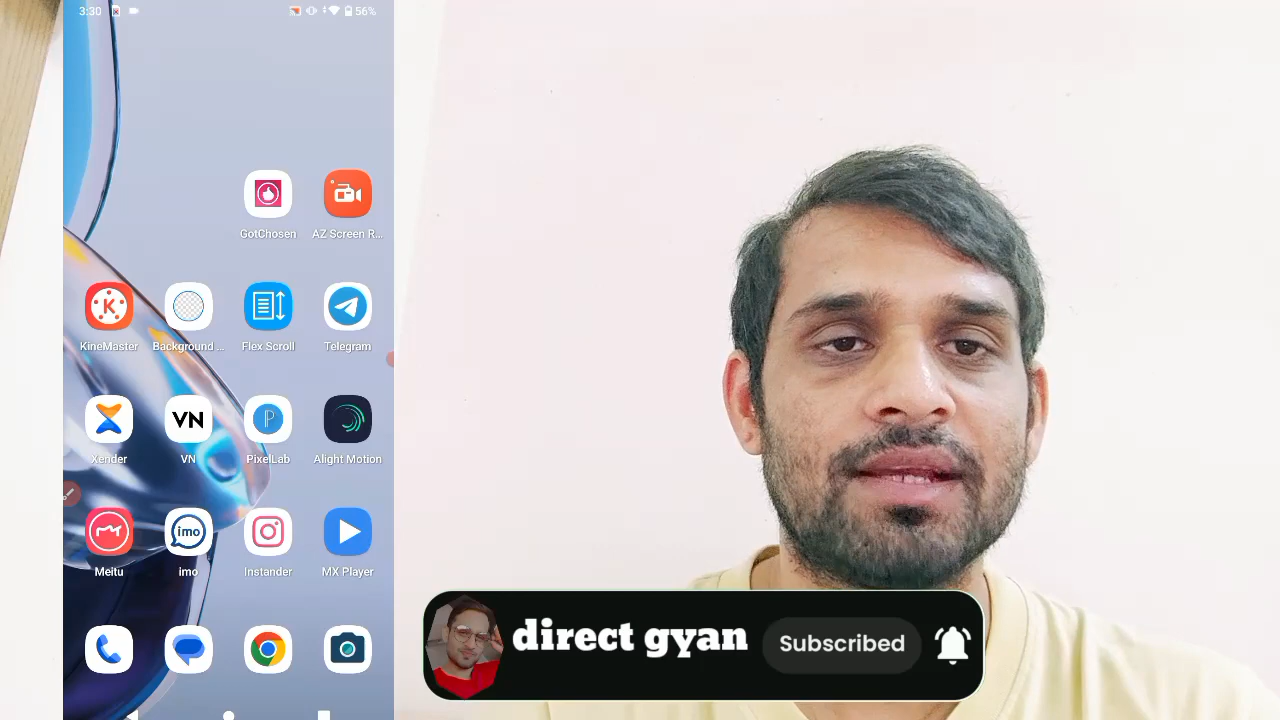 3:30
56%
GotChosen
AZ Screen R...
KineMaster
Background ...
Flex Scroll
Telegram
Xender
VN
VN
PixelLab
Alight Motion
Meitu
imo
imo
Instander
MX Player
direct gyan
Subscribed